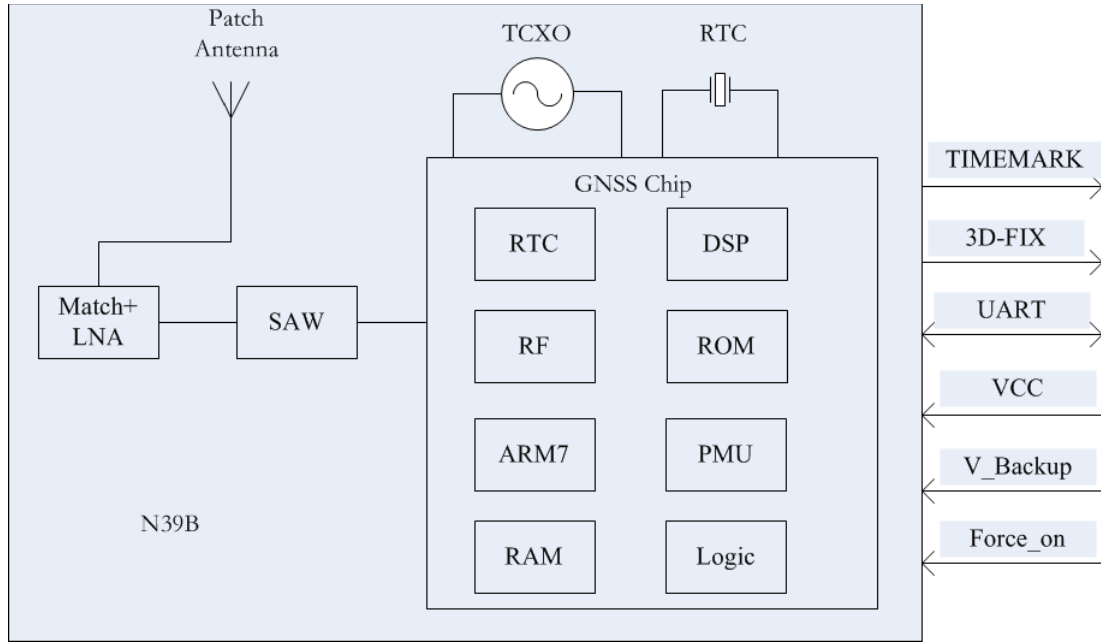 Patch
Antenna
TCXO
RTC
TIMEMARK
GNSS Chip
3D-FIX
RTC
DSP
Match+
LNA
SAW
UART
RF
ROM
VCC
ARM7
PMU
V_Backup
N39B
Force_on
RAM
Logic